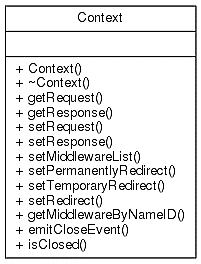 Context
+ Context()
+ ~Context()
+ getRequest()
+ getResponse()
+ setRequest()
+ setResponse()
+ setMiddlewareList()
+ setPermanentlyRedirect()
+ setTemporaryRedirect()
+ setRedirect()
+ getMiddlewareByNameID()
+ emitCloseEvent()
+ isClosed()